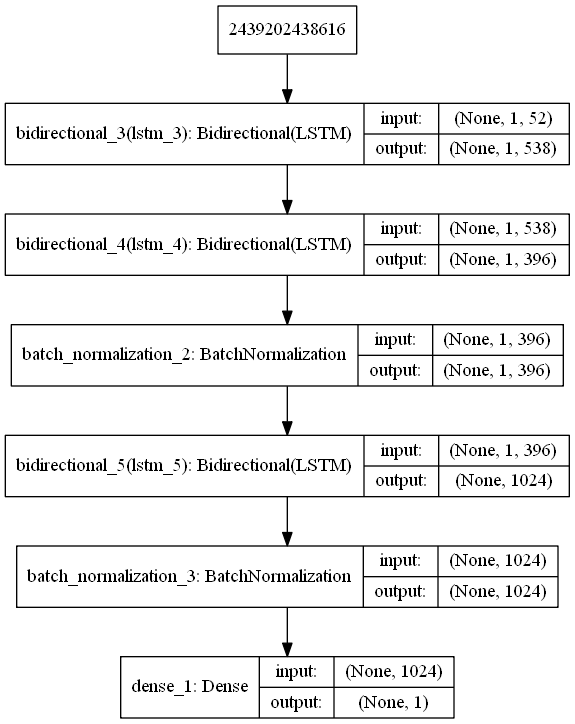 2439202438616
bidirectional_3(lstm_3): Bidirectional(LSTM)
input:
(None, 1, 52)
output:
(None, 1, 538)
bidirectional_4(lstm_4): Bidirectional(LSTM)
input:
(None, 1, 538)
output:
(None, 1, 396)
batch_normalization_2: BatchNormalization
input:
(None, 1, 396)
output:
(None, 1, 396)
bidirectional_5(lstm_5): Bidirectional(LSTM)
input:
(None, 1, 396)
output:
(None, 1024)
batch_normalization_3: BatchNormalization
input:
(None, 1024)
output:
(None, 1024)
dense_1: Dense
input:
(None, 1024)
output:
(None, 1)